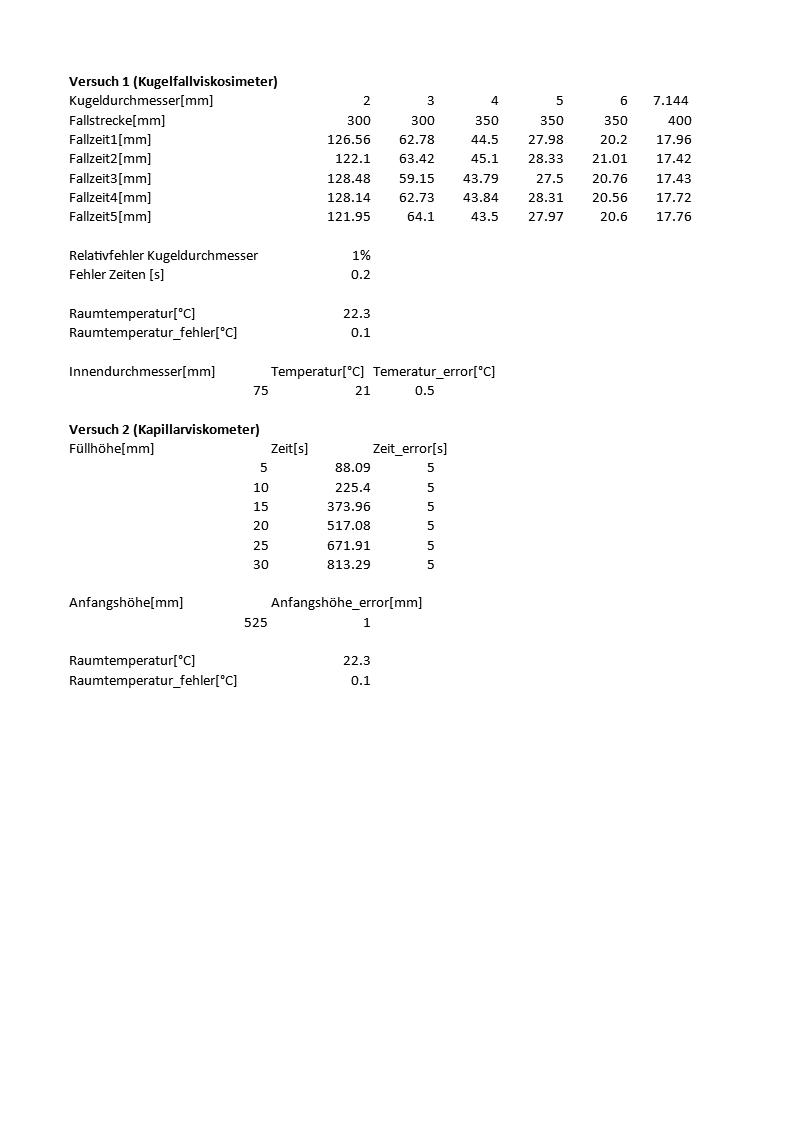 Versuch 1 (Kugelfallviskosimeter)
Kugeldurchmesser[mm] 2 3 4 5 6 7.144
Fallstrecke[mm] 300 300 350 350 350 400
Fallzeit1[mm] 126.56 62.78 44.5 27.98 20.2 17.96
Fallzeit2[mm] 122.1 63.42 45.1 28.33 21.01 17.42
Fallzeit3[mm] 128.48 59.15 43.79 27.5 20.76 17.43
Fallzeit4[mm] 128.14 62.73 43.84 28.31 20.56 17.72
Fallzeit5[mm] 121.95 64.1 43.5 27.97 20.6 17.76
Relativfehler Kugeldurchmesser 1%
Fehler Zeiten [s] 0.2
Raumtemperatur[°C] 22.3
Raumtemperatur_fehler[°C] 0.1
Innendurchmesser[mm] Temperatur[°C] Temeratur_error[°C]
75 21 0.5
Versuch 2 (Kapillarviskometer)
Füllhöhe[mm] Zeit[s] Zeit_error[s]
5 88.09 5
10 225.4 5
15 373.96 5
20 517.08 5
25 671.91 5
30 813.29 5
Anfangshöhe[mm] Anfangshöhe_error[mm]
525 1
Raumtemperatur[°C] 22.3
Raumtemperatur_fehler[°C] 0.1